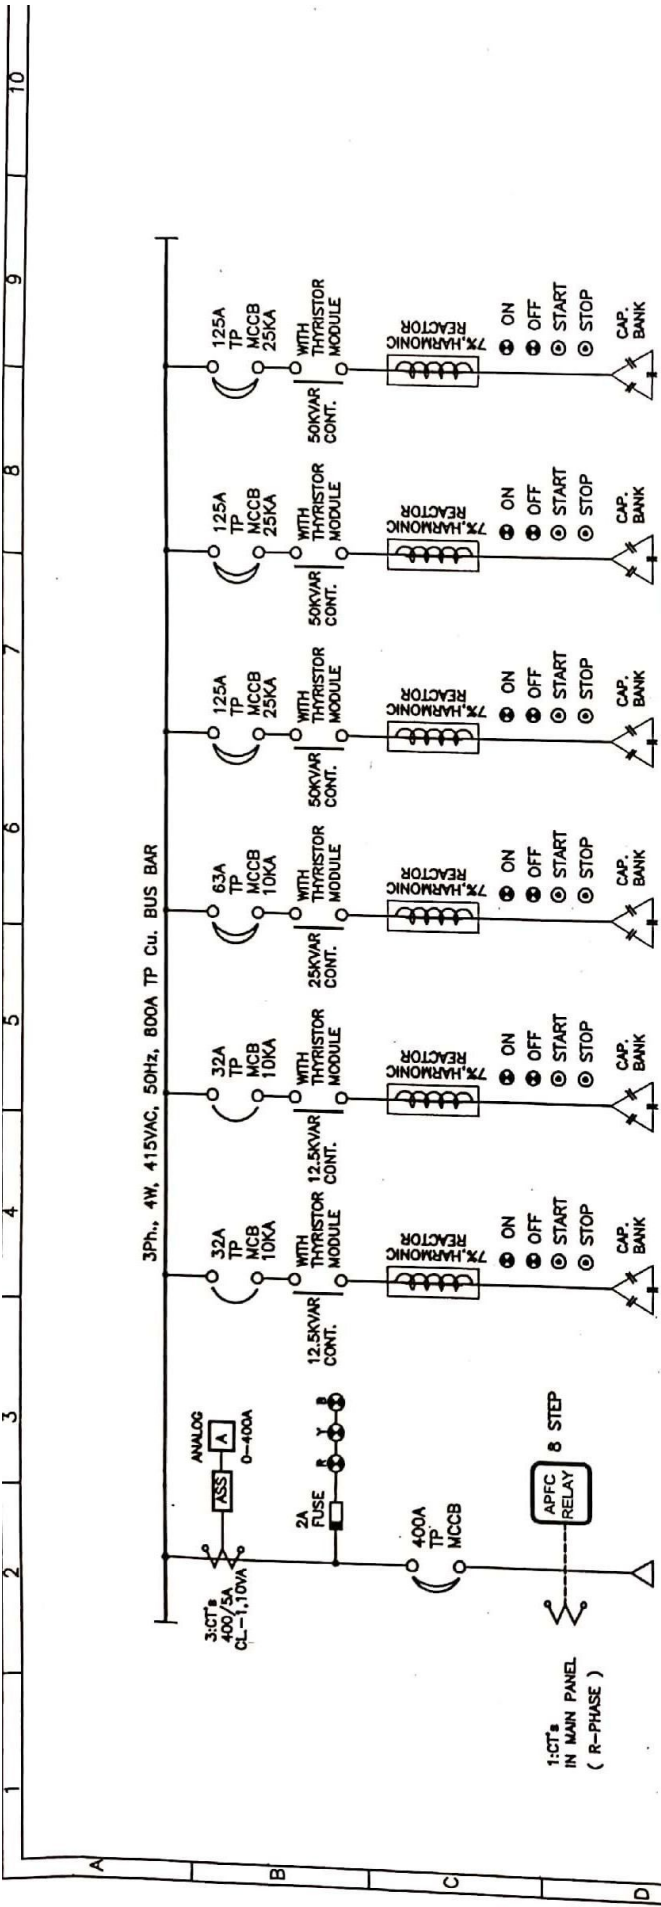 1
2
3
4
5
6
7
8
9
10
A
B
C
D
3Ph., 4W, 415VAC, 50Hz, 800A TP Cu. BUS BAR
3:CT's
400/5A
CL-1,10VA
ASS
ANALOG
A
0-400A
2A
FUSE
R Y B
400A
TP
MCCB
1:CT's
IN MAIN PANEL
( R-PHASE )
APFC
RELAY
8 STEP
32A
TP
MCB
10KA
12.5KVAR
CONT.
WITH
THYRISTOR
MODULE
7%.HARMONIC
REACTOR
ON
OFF
START
STOP
CAP.
BANK
32A
TP
MCB
10KA
12.5KVAR
CONT.
WITH
THYRISTOR
MODULE
7%.HARMONIC
REACTOR
ON
OFF
START
STOP
CAP.
BANK
63A
TP
MCCB
10KA
25KVAR
CONT.
WITH
THYRISTOR
MODULE
7%.HARMONIC
REACTOR
ON
OFF
START
STOP
CAP.
BANK
125A
TP
MCCB
25KA
50KVAR
CONT.
WITH
THYRISTOR
MODULE
7%.HARMONIC
REACTOR
ON
OFF
START
STOP
CAP.
BANK
125A
TP
MCCB
25KA
50KVAR
CONT.
WITH
THYRISTOR
MODULE
7%.HARMONIC
REACTOR
ON
OFF
START
STOP
CAP.
BANK
125A
TP
MCCB
25KA
50KVAR
CONT.
WITH
THYRISTOR
MODULE
7%.HARMONIC
REACTOR
ON
OFF
START
STOP
CAP.
BANK